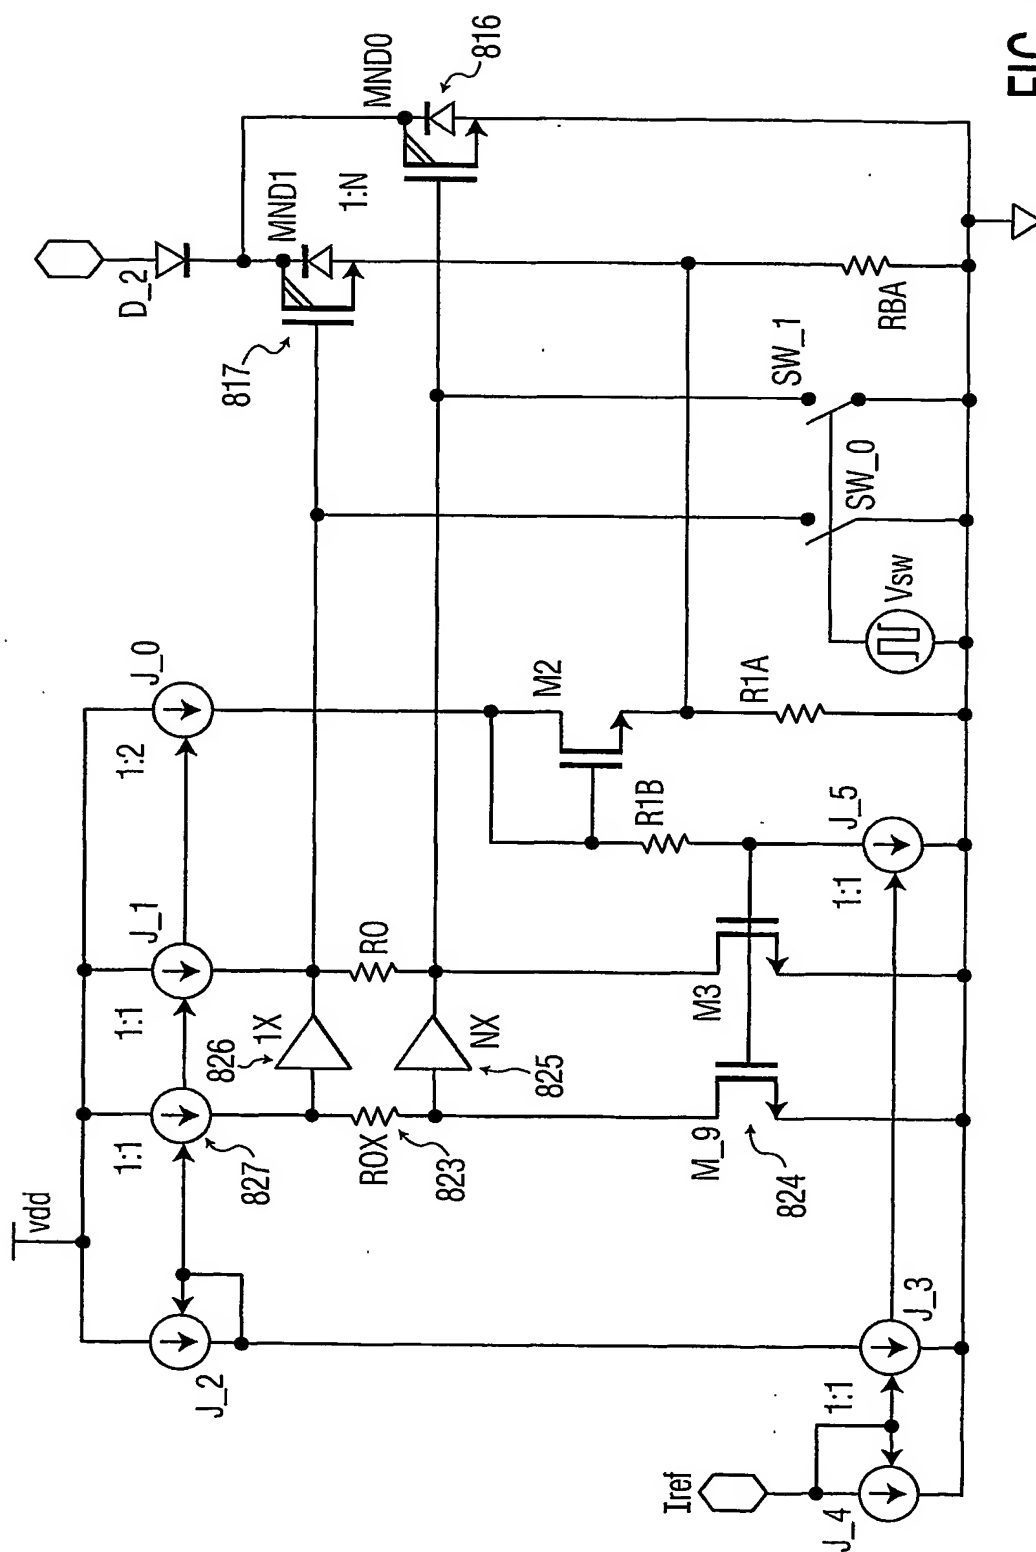 FIG
D_2
MND1
817
1:N
MND0
816
SW_1
SW_0
RBA
Vsw
J_0
1:2
M2
R1B
R1A
J_5
1:1
J_1
1:1
1X
826
R0
NX
825
M3
1:1
827
R0X
823
M_9
824
vdd
J_2
J_3
1:1
Iref
J_4